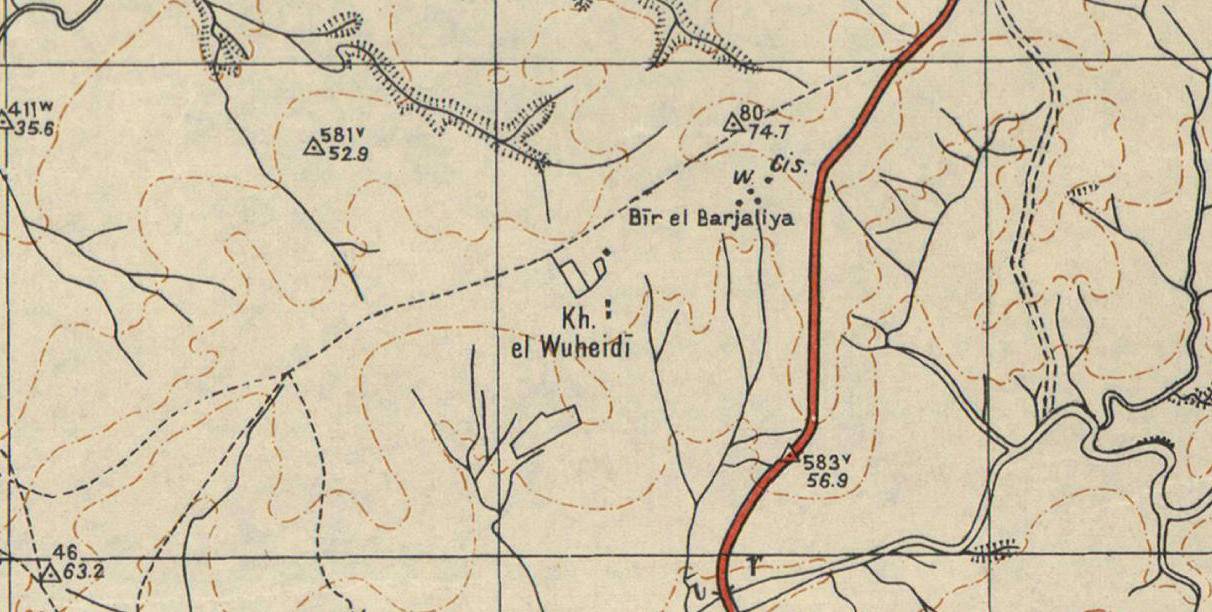 411ᵂ
35.6
581ᵛ
52.9
80
74.7
Cis.
W.
Bīr el Barjaliya
Kh.
el Wuheidī
583ᵛ
56.9
46
63.2